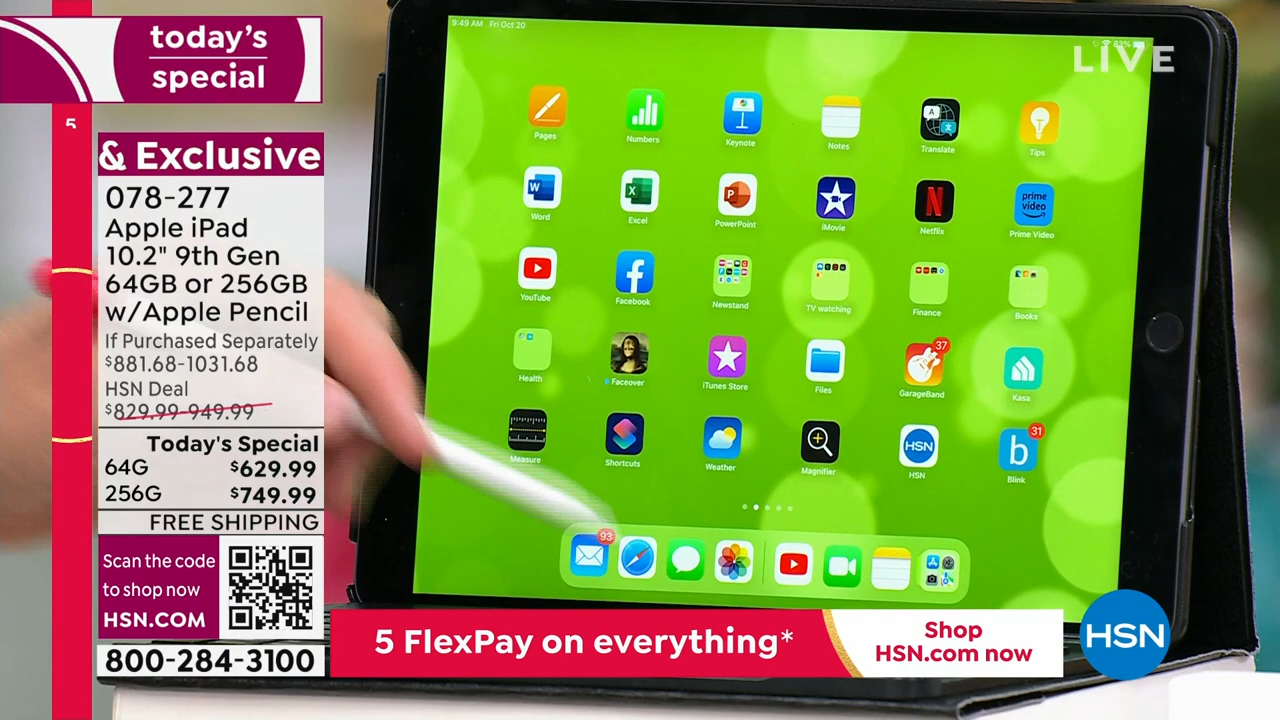 today's
special
5
& Exclusive
078-277
Apple iPad
10.2" 9th Gen
64GB or 256GB
w/Apple Pencil
If Purchased Separately
$881.68-1031.68
HSN Deal
$829.99-949.99
Today's Special
64G $629.99
256G $749.99
FREE SHIPPING
Scan the code
to shop now
HSN.COM
800-284-3100
9:49 AM Fri Oct 20
83%
LIVE
Pages Numbers Keynote Notes Translate Tips
W X P N prime video
Word Excel PowerPoint iMovie Netflix Prime Video
YouTube Facebook Newstand TV watching Finance Books
37
Health Faceover iTunes Store Files GarageBand Kasa
HSN b 31
Measure Shortcuts Weather Magnifier HSN Blink
93
5 FlexPay on everything*
Shop
HSN.com now
HSN